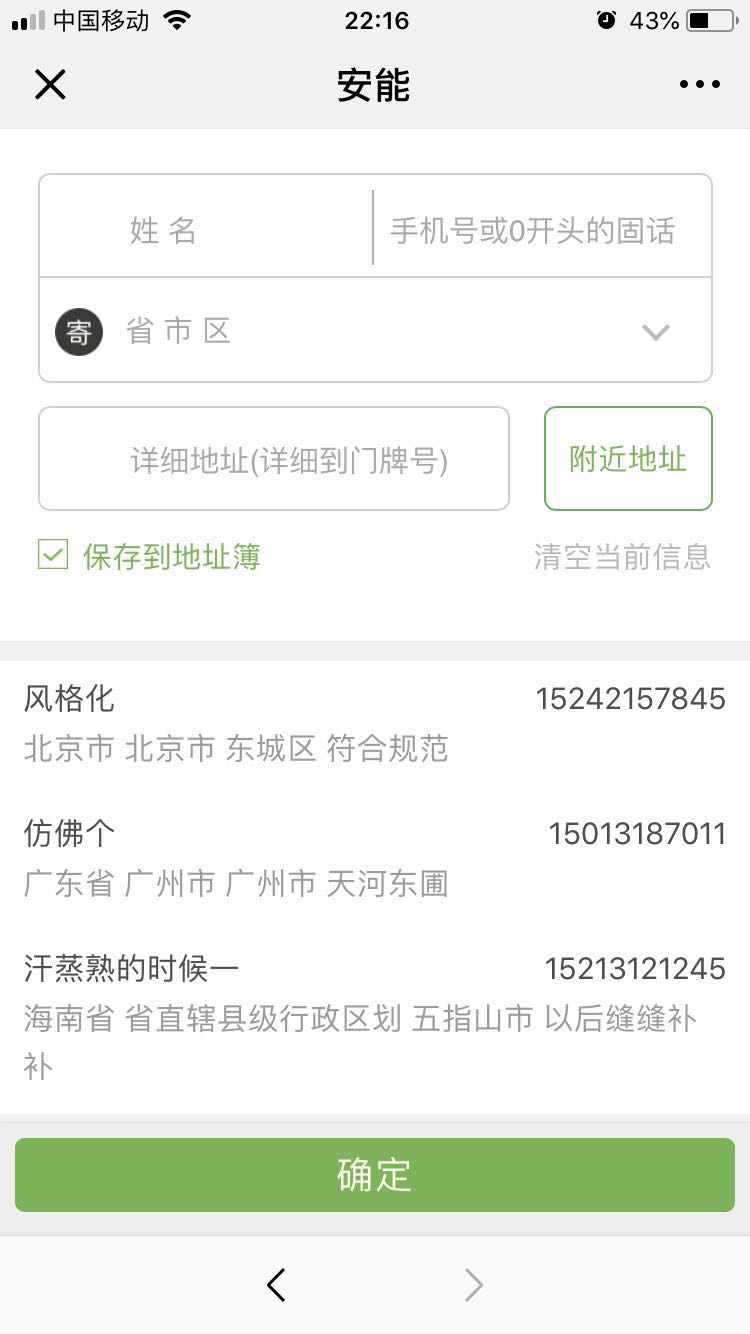 中国移动 22:16 43%
安能
姓 名 手机号或0开头的固话
寄 省 市 区
详细地址(详细到门牌号) 附近地址
保存到地址簿 清空当前信息
风格化 15242157845
北京市 北京市 东城区 符合规范
仿佛个 15013187011
广东省 广州市 广州市 天河东圃
汗蒸熟的时候一 15213121245
海南省 省直辖县级行政区划 五指山市 以后缝缝补
补
确定